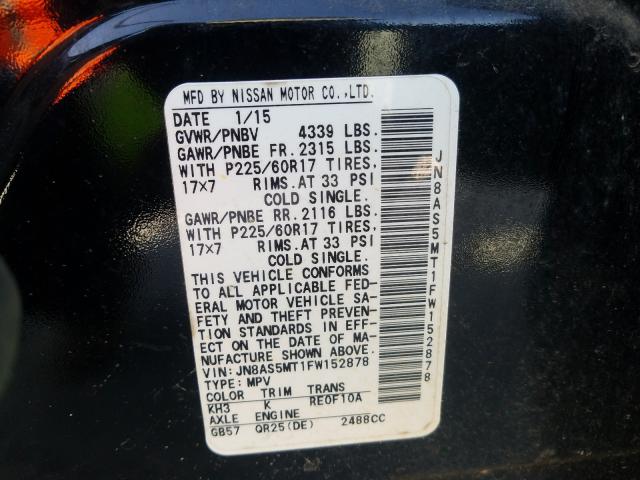 MFD BY NISSAN MOTOR CO.,LTD.
DATE 1/15
GVWR/PNBV 4339 LBS.
GAWR/PNBE FR. 2315 LBS.
WITH P225/60R17 TIRES,
17x7 RIMS.AT 33 PSI
COLD SINGLE.
GAWR/PNBE RR. 2116 LBS.
WITH P225/60R17 TIRES,
17x7 RIMS.AT 33 PSI
COLD SINGLE.
THIS VEHICLE CONFORMS
TO ALL APPLICABLE FED-
ERAL MOTOR VEHICLE SA-
FETY AND THEFT PREVEN-
TION STANDARDS IN EFF-
ECT ON THE DATE OF MA-
NUFACTURE SHOWN ABOVE.
VIN: JN8AS5MT1FW152878
TYPE: MPV
COLOR TRIM TRANS
KH3 K RE0F10A
AXLE ENGINE
GB57 QR25(DE) 2488CC
JN8AS5MT1FW152878